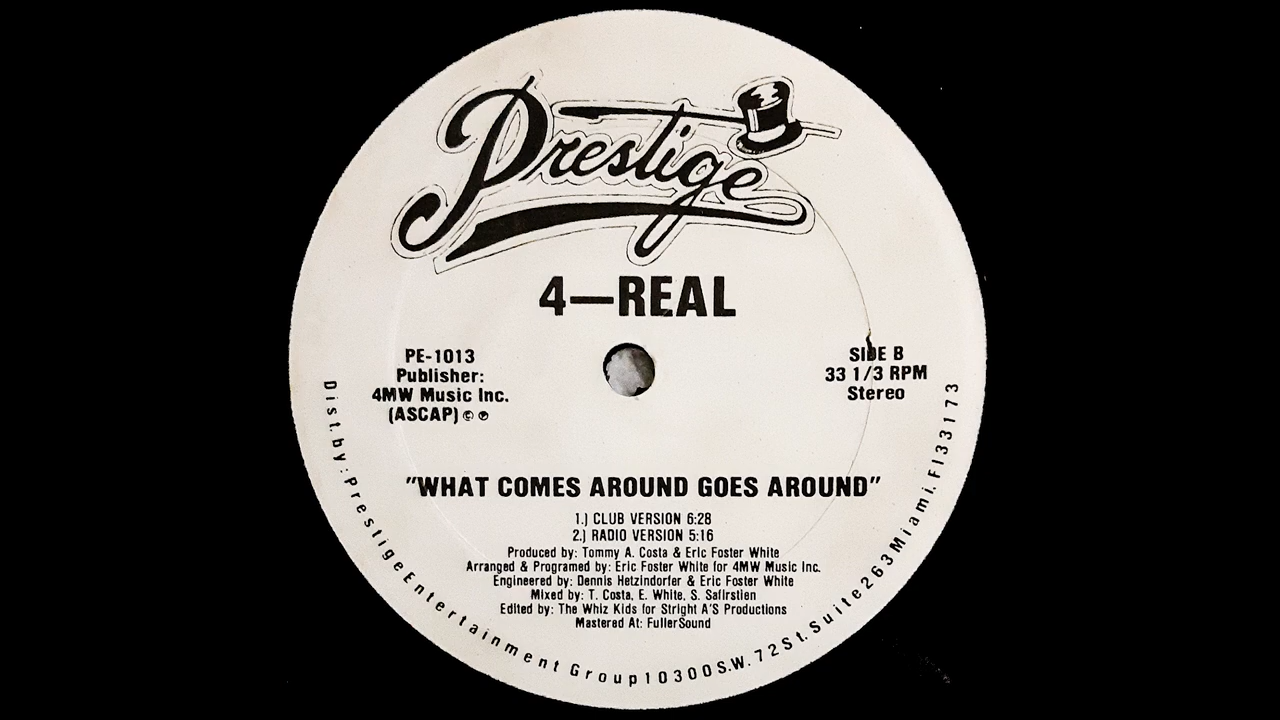 Prestige
4—REAL
PE-1013
Publisher:
4MW Music Inc.
(ASCAP) © ℗
SIDE B
33 1/3 RPM
Stereo
"WHAT COMES AROUND GOES AROUND"
1.) CLUB VERSION 6:28
2.) RADIO VERSION 5:16
Produced by: Tommy A. Costa & Eric Foster White
Arranged & Programed by: Eric Foster White for 4MW Music Inc.
Engineered by: Dennis Hetzlndorfer & Eric Foster White
Mixed by: T. Costa, E. White, S. Safirstien
Edited by: The Whiz Kids for Stright A'S Productions
Mastered At: FullerSound
Dist. by: Prestige Entertainment Group 10300 S.W. 72 St. Suite 263 Miami. Fl 33173